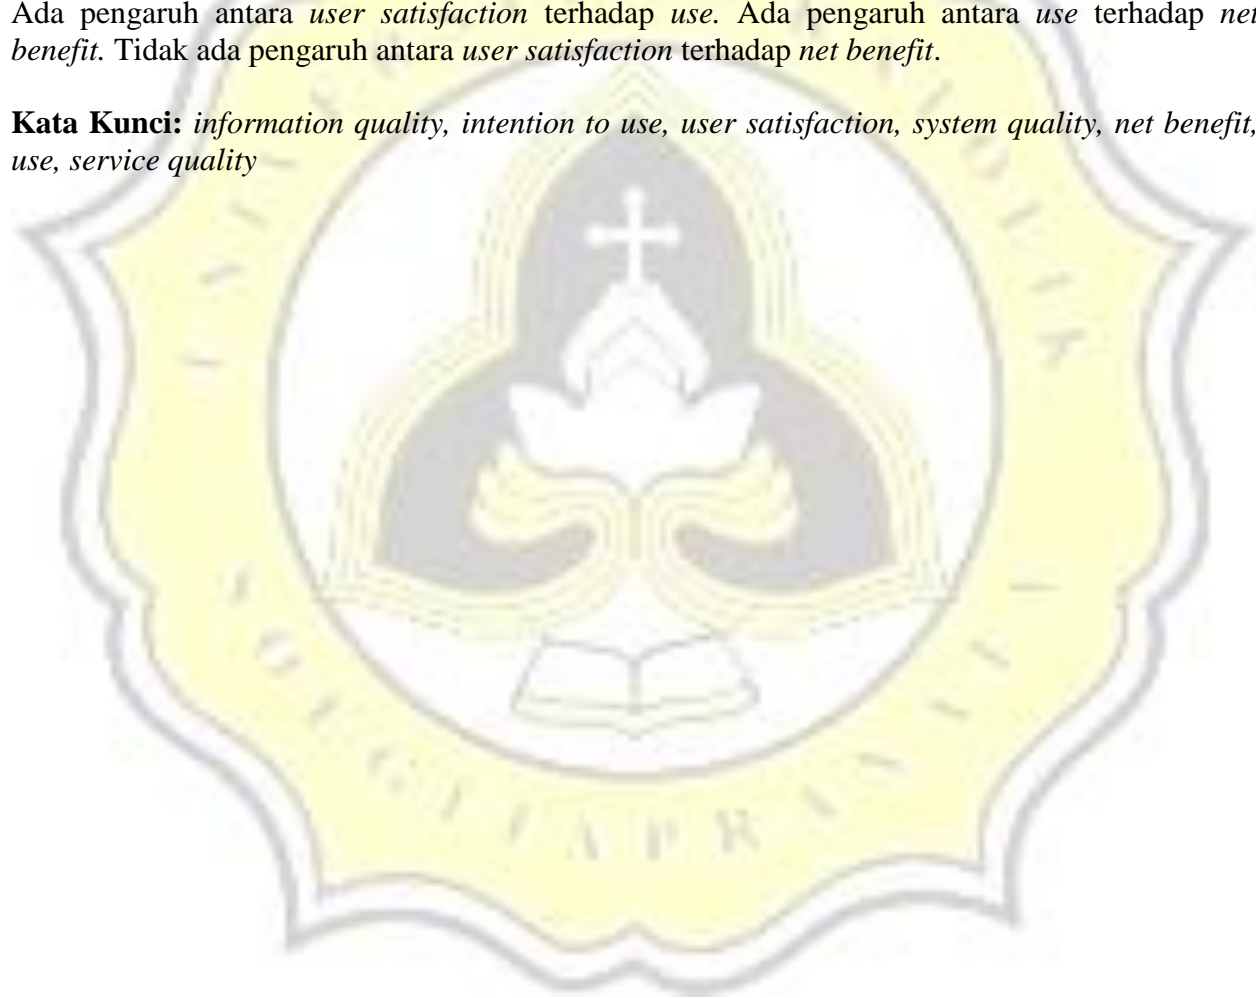 Ada pengaruh antara user satisfaction terhadap use. Ada pengaruh antara use terhadap net
benefit. Tidak ada pengaruh antara user satisfaction terhadap net benefit.
Kata Kunci: information quality, intention to use, user satisfaction, system quality, net benefit,
use, service quality